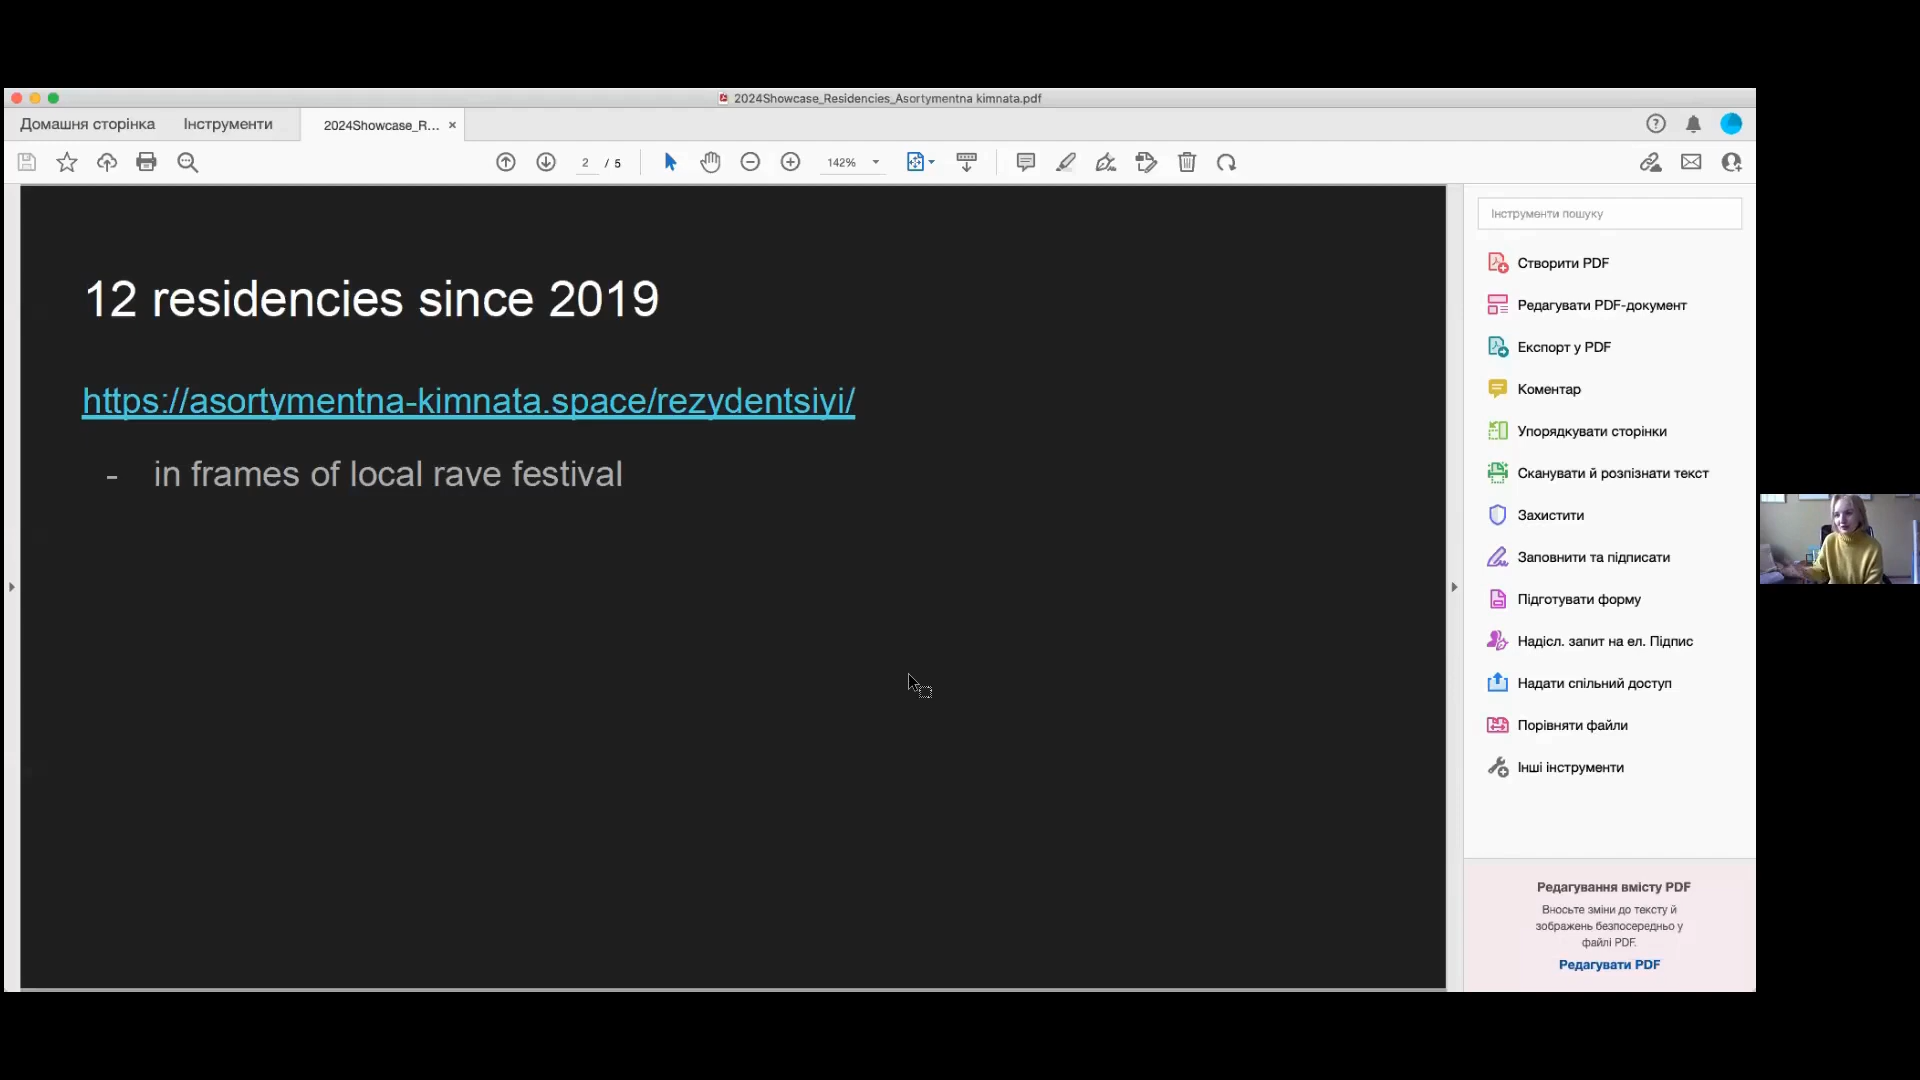 2024Showcase_Residencies_Asortymentna kimnata.pdf
Домашня сторінка
Інструменти
2024Showcase_R...
2 / 5
142%
12 residencies since 2019
https://asortymentna-kimnata.space/rezydentsiyi/
- in frames of local rave festival
Інструменти пошуку
Створити PDF
Редагувати PDF-документ
Експорт у PDF
Коментар
Упорядкувати сторінки
Сканувати й розпізнати текст
Захистити
Заповнити та підписати
Підготувати форму
Надісл. запит на ел. Підпис
Надати спільний доступ
Порівняти файли
Інші інструменти
Редагування вмісту PDF
Вносьте зміни до тексту й
зображень безпосередньо у
файлі PDF.
Редагувати PDF